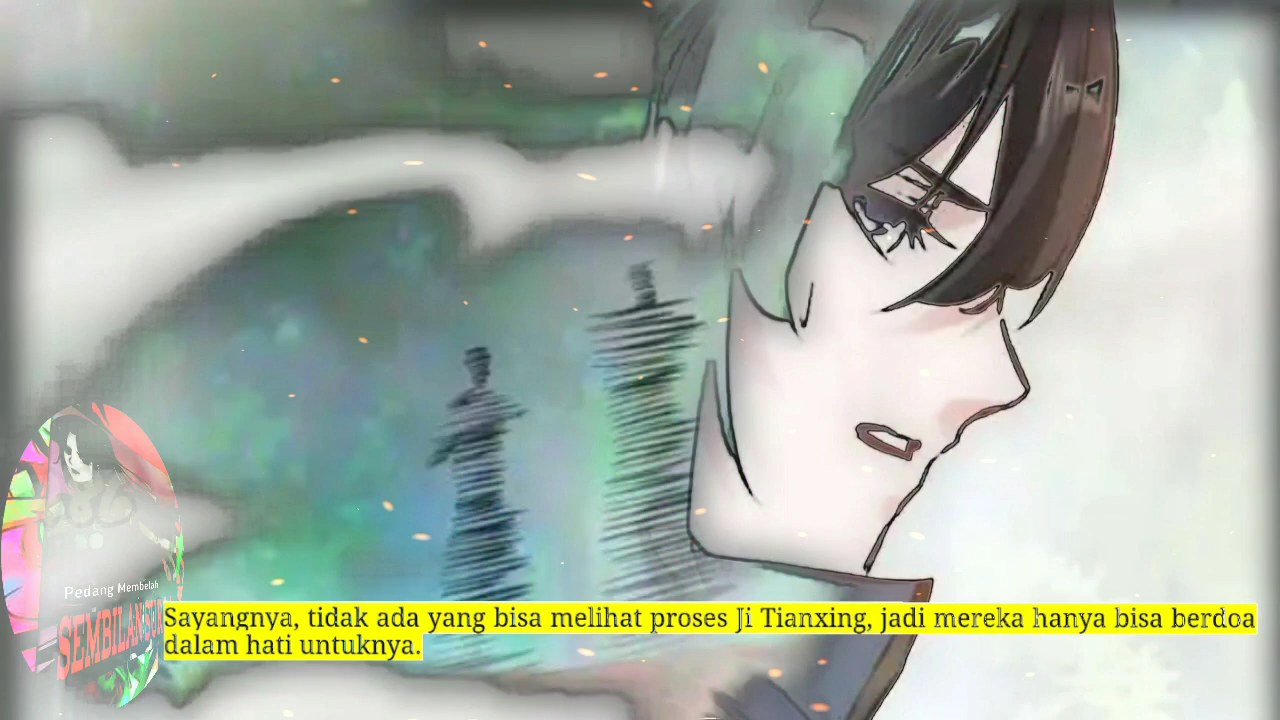 Pedang Membelah
SEMBILAN
Sayangnya, tidak ada yang bisa melihat proses Ji Tianxing, jadi mereka hanya bisa berdoa
dalam hati untuknya.